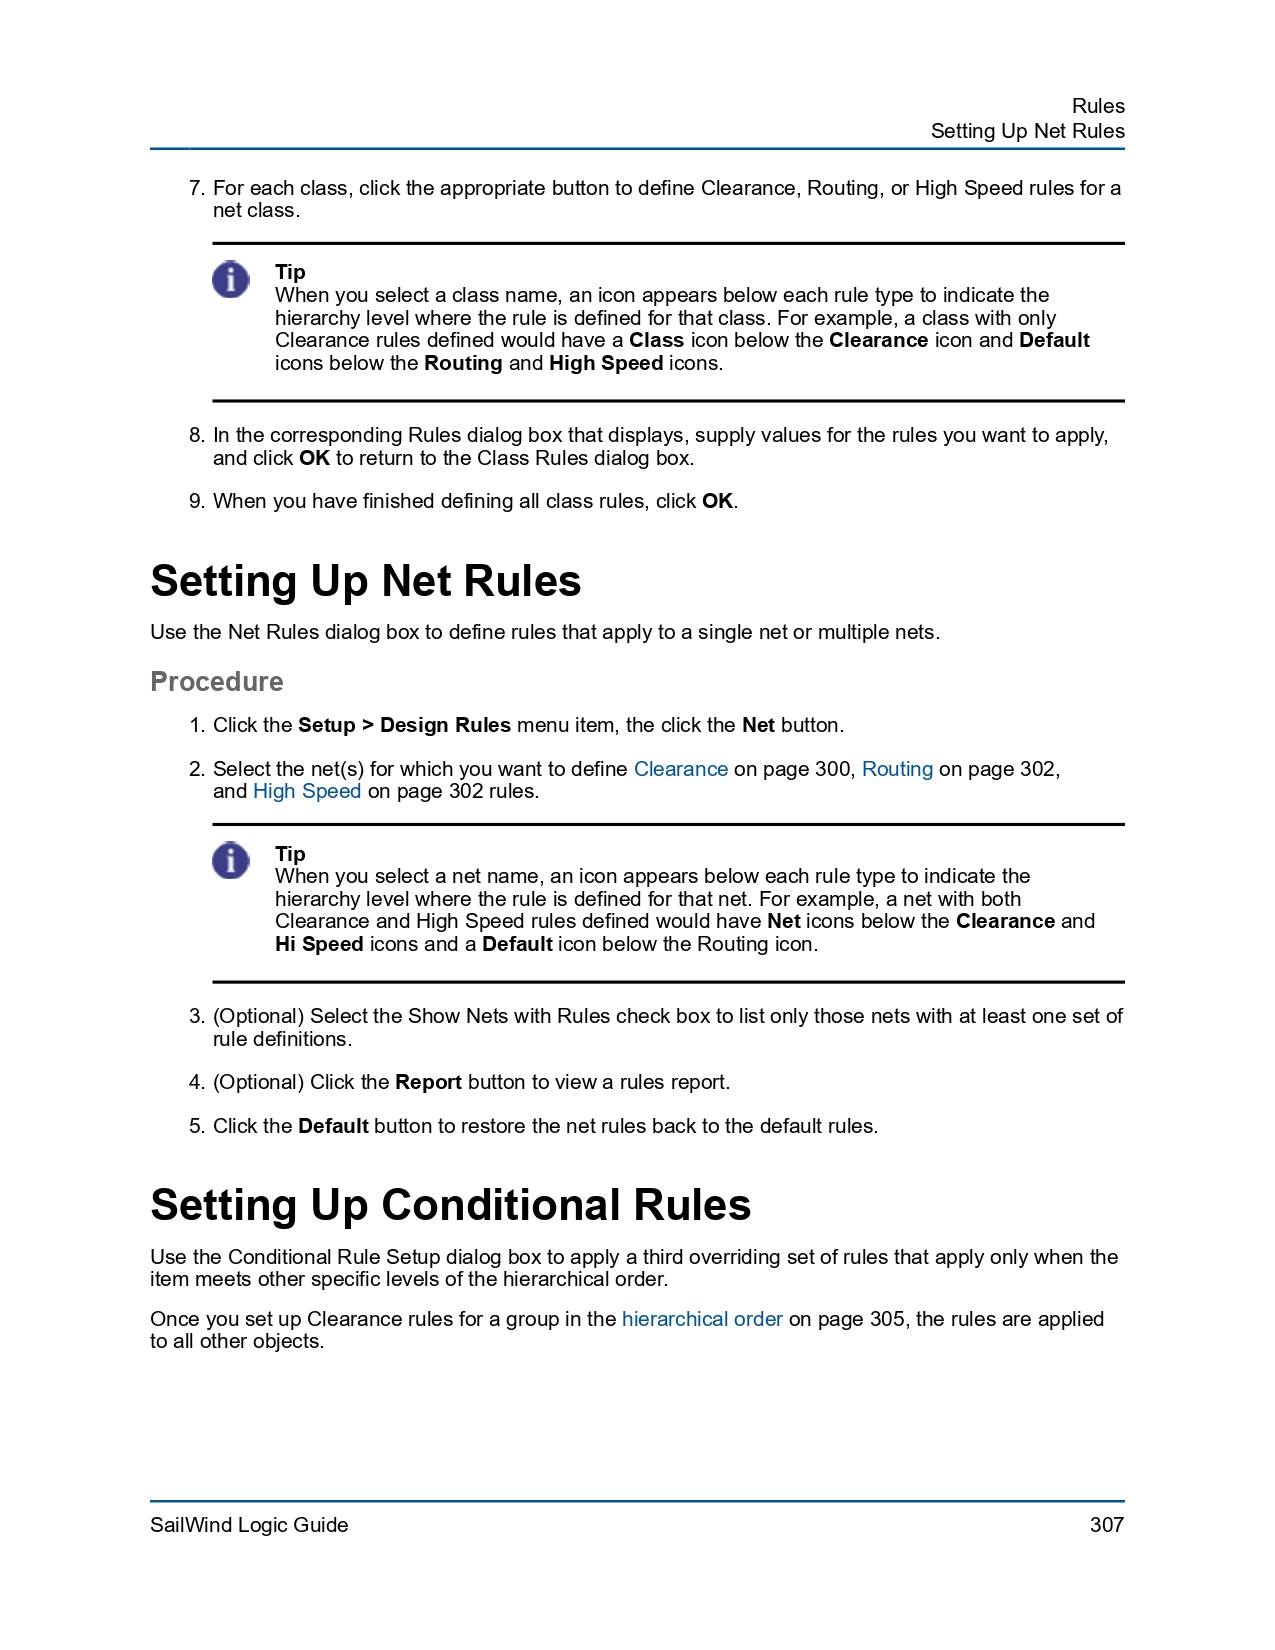 Rules
Setting Up Net Rules
7. For each class, click the appropriate button to define Clearance, Routing, or High Speed rules for a
net class.
Tip
When you select a class name, an icon appears below each rule type to indicate the
hierarchy level where the rule is defined for that class. For example, a class with only
Clearance rules defined would have a Class icon below the Clearance icon and Default
icons below the Routing and High Speed icons.
8. In the corresponding Rules dialog box that displays, supply values for the rules you want to apply,
and click OK to return to the Class Rules dialog box.
9. When you have finished defining all class rules, click OK.
Setting Up Net Rules
Use the Net Rules dialog box to define rules that apply to a single net or multiple nets.
Procedure
1. Click the Setup > Design Rules menu item, the click the Net button.
2. Select the net(s) for which you want to define Clearance on page 300, Routing on page 302,
and High Speed on page 302 rules.
Tip
When you select a net name, an icon appears below each rule type to indicate the
hierarchy level where the rule is defined for that net. For example, a net with both
Clearance and High Speed rules defined would have Net icons below the Clearance and
Hi Speed icons and a Default icon below the Routing icon.
3. (Optional) Select the Show Nets with Rules check box to list only those nets with at least one set of
rule definitions.
4. (Optional) Click the Report button to view a rules report.
5. Click the Default button to restore the net rules back to the default rules.
Setting Up Conditional Rules
Use the Conditional Rule Setup dialog box to apply a third overriding set of rules that apply only when the
item meets other specific levels of the hierarchical order.
Once you set up Clearance rules for a group in the hierarchical order on page 305, the rules are applied
to all other objects.
SailWind Logic Guide 307